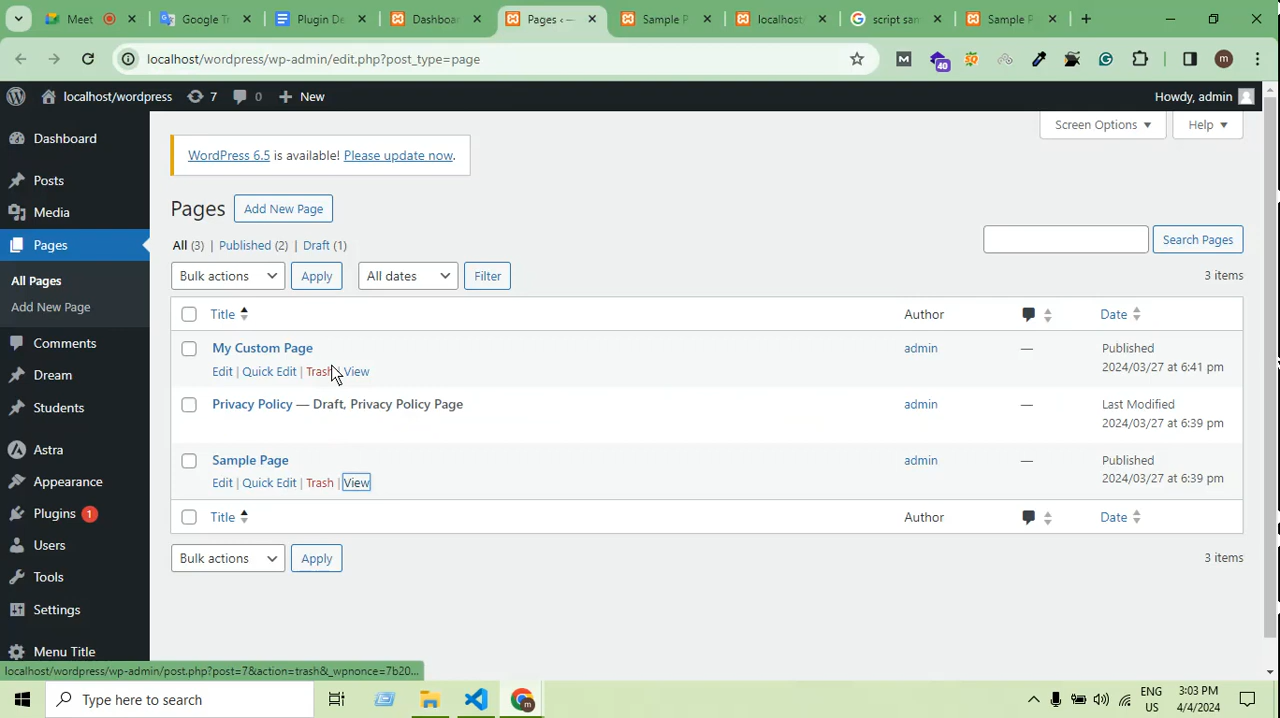 Meet
Google Tr
Plugin De
Dashboar
Pages ‹ —
Sample P
localhost
script san
Sample P
localhost/wordpress/wp-admin/edit.php?post_type=page
M
40
m
localhost/wordpress 7 0 New Howdy, admin
Screen Options Help
WordPress 6.5 is available! Please update now.
Pages Add New Page
All (3) | Published (2) | Draft (1)
Search Pages
Bulk actions Apply All dates Filter 3 items
Title Author Date
My Custom Page admin — Published
2024/03/27 at 6:41 pm
Edit | Quick Edit | Trash | View
Privacy Policy — Draft, Privacy Policy Page admin — Last Modified
2024/03/27 at 6:39 pm
Sample Page admin — Published
2024/03/27 at 6:39 pm
Edit | Quick Edit | Trash | View
Title Author Date
Bulk actions Apply 3 items
Dashboard
Posts
Media
Pages
All Pages
Add New Page
Comments
Dream
Students
Astra
Appearance
Plugins 1
Users
Tools
Settings
Menu Title
localhost/wordpress/wp-admin/post.php?post=7&action=trash&_wpnonce=7b20...
Type here to search
m
ENG
US
3:03 PM
4/4/2024